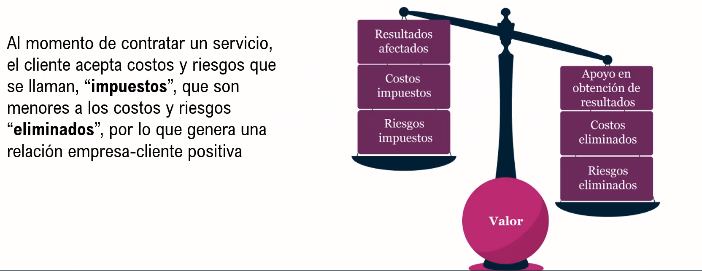 Al momento de contratar un servicio,
el cliente acepta costos y riesgos que
se llaman, “impuestos”, que son
menores a los costos y riesgos
“eliminados”, por lo que genera una
relación empresa-cliente positiva
Resultados
afectados
Costos
impuestos
Riesgos
impuestos
Apoyo en
obtención de
resultados
Costos
eliminados
Riesgos
eliminados
Valor